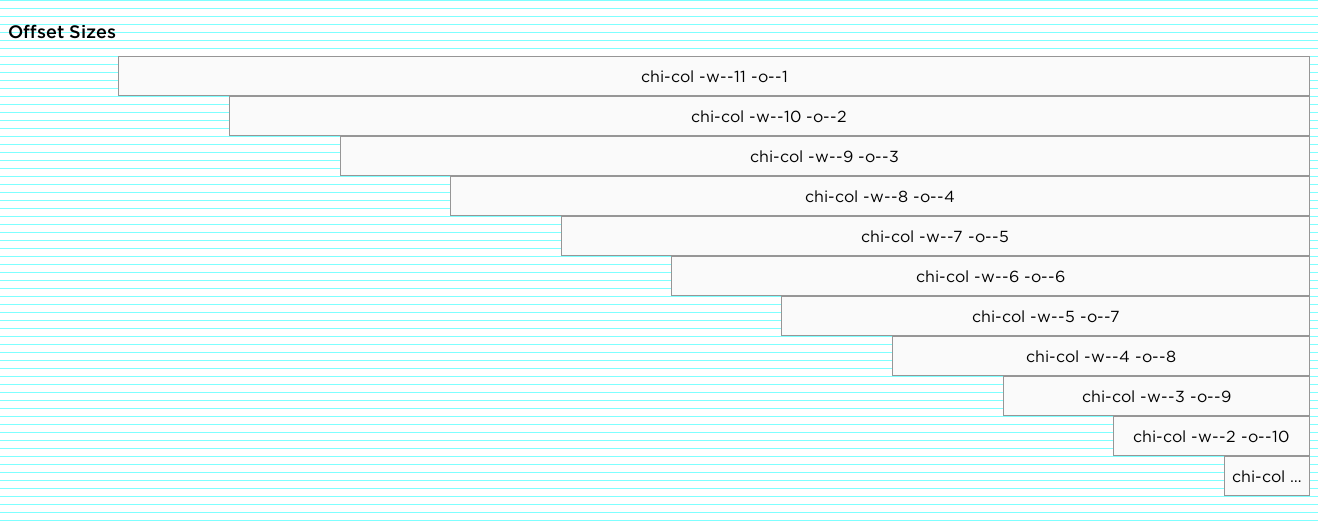 Offset Sizes
chi-col -w--11 -o--1
chi-col -w--10 -o--2
chi-col -w--9 -o--3
chi-col -w--8 -o--4
chi-col -w--7 -o--5
chi-col -w--6 -o--6
chi-col -w--5 -o--7
chi-col -w--4 -o--8
chi-col -w--3 -o--9
chi-col -w--2 -o--10
chi-col ...